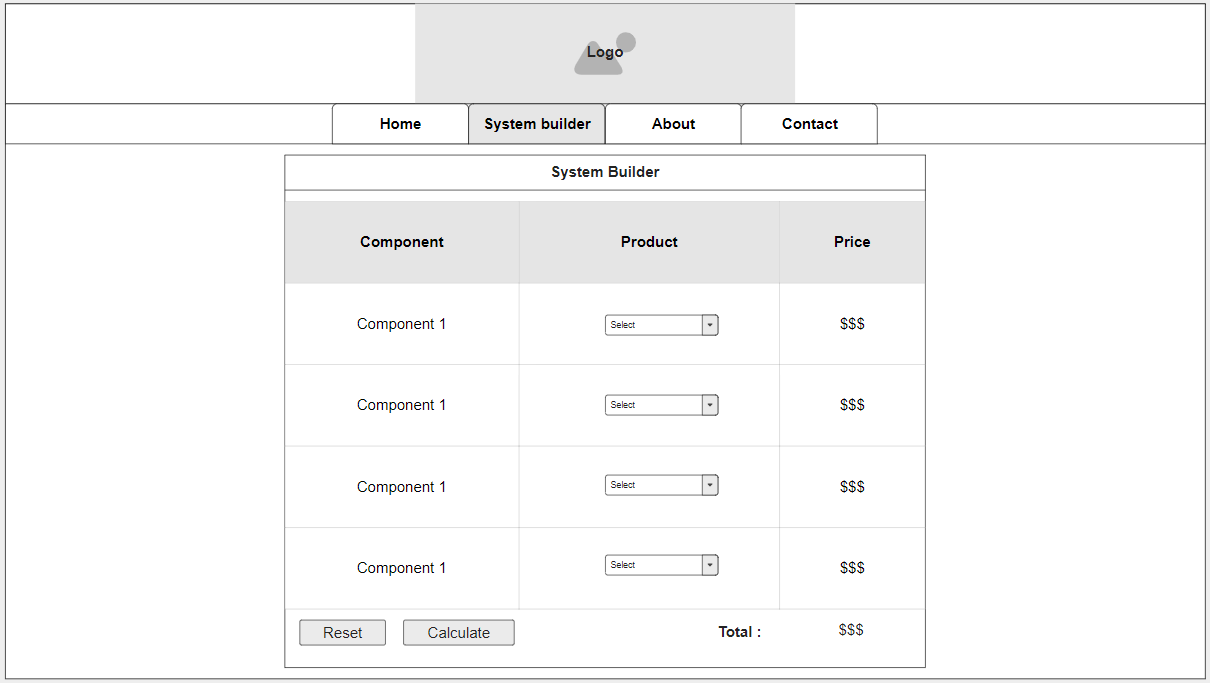 Logo
Home System builder About Contact
System Builder
Component Product Price
Component 1 Select $$$
Component 1 Select $$$
Component 1 Select $$$
Component 1 Select $$$
Reset Calculate Total : $$$